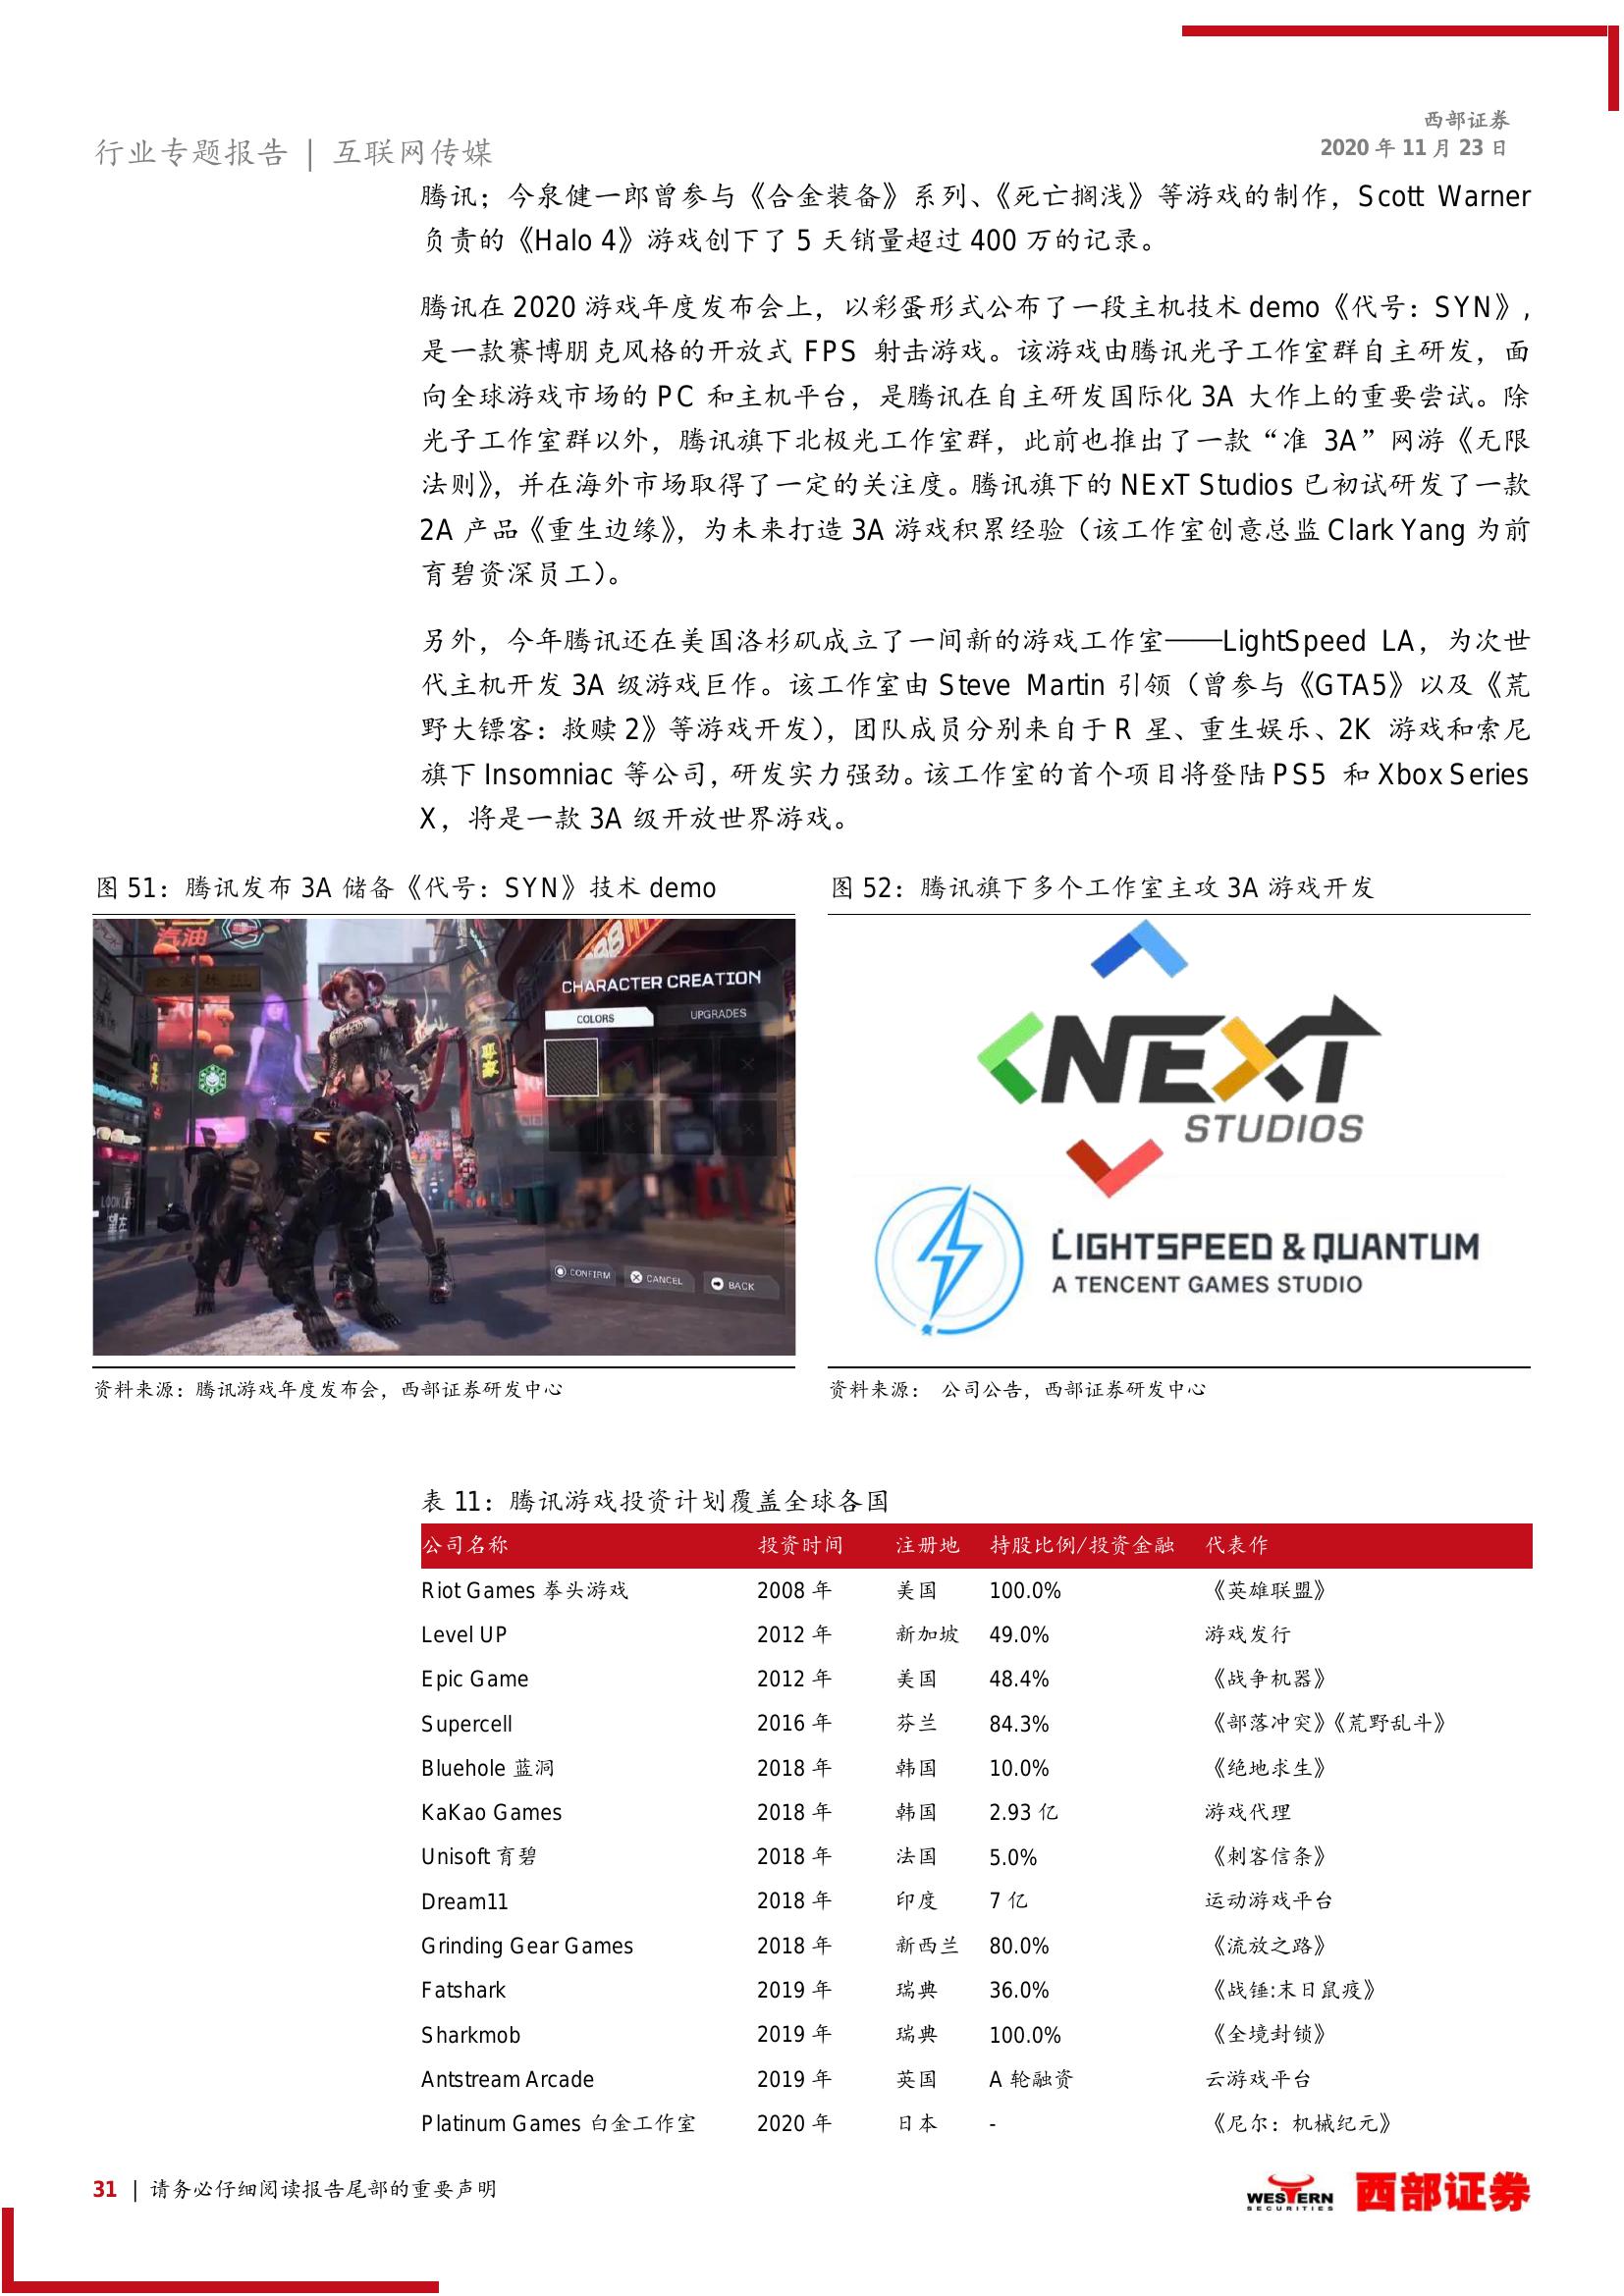 西部证券
2020 年 11 月 23 日
行业专题报告 | 互联网传媒
腾讯；今泉健一郎曾参与《合金装备》系列、《死亡搁浅》等游戏的制作，Scott Warner
负责的《Halo 4》游戏创下了 5 天销量超过 400 万的记录。
腾讯在 2020 游戏年度发布会上，以彩蛋形式公布了一段主机技术 demo《代号：SYN》，
是一款赛博朋克风格的开放式 FPS 射击游戏。该游戏由腾讯光子工作室群自主研发，面
向全球游戏市场的 PC 和主机平台，是腾讯在自主研发国际化 3A 大作上的重要尝试。除
光子工作室群以外，腾讯旗下北极光工作室群，此前也推出了一款“准 3A”网游《无限
法则》，并在海外市场取得了一定的关注度。腾讯旗下的 NExT Studios 已初试研发了一款
2A 产品《重生边缘》，为未来打造 3A 游戏积累经验（该工作室创意总监 Clark Yang 为前
育碧资深员工）。
另外，今年腾讯还在美国洛杉矶成立了一间新的游戏工作室——LightSpeed LA，为次世
代主机开发 3A 级游戏巨作。该工作室由 Steve Martin 引领（曾参与《GTA5》以及《荒
野大镖客：救赎 2》等游戏开发），团队成员分别来自于 R 星、重生娱乐、2K 游戏和索尼
旗下 Insomniac 等公司，研发实力强劲。该工作室的首个项目将登陆 PS5 和 Xbox Series
X，将是一款 3A 级开放世界游戏。
图 51：腾讯发布 3A 储备《代号：SYN》技术 demo
汽油
CHARACTER CREATION
COLORS UPGRADES
LOOK LEFT
望左
CONFIRM CANCEL BACK
资料来源：腾讯游戏年度发布会，西部证券研发中心
图 52：腾讯旗下多个工作室主攻 3A 游戏开发
NEXT
STUDIOS
LIGHTSPEED & QUANTUM
A TENCENT GAMES STUDIO
资料来源： 公司公告，西部证券研发中心
表 11：腾讯游戏投资计划覆盖全球各国
公司名称 投资时间 注册地 持股比例/投资金融 代表作
Riot Games 拳头游戏 2008 年 美国 100.0% 《英雄联盟》
Level UP 2012 年 新加坡 49.0% 游戏发行
Epic Game 2012 年 美国 48.4% 《战争机器》
Supercell 2016 年 芬兰 84.3% 《部落冲突》《荒野乱斗》
Bluehole 蓝洞 2018 年 韩国 10.0% 《绝地求生》
KaKao Games 2018 年 韩国 2.93 亿 游戏代理
Unisoft 育碧 2018 年 法国 5.0% 《刺客信条》
Dream11 2018 年 印度 7 亿 运动游戏平台
Grinding Gear Games 2018 年 新西兰 80.0% 《流放之路》
Fatshark 2019 年 瑞典 36.0% 《战锤:末日鼠疫》
Sharkmob 2019 年 瑞典 100.0% 《全境封锁》
Antstream Arcade 2019 年 英国 A 轮融资 云游戏平台
Platinum Games 白金工作室 2020 年 日本 - 《尼尔：机械纪元》
31 | 请务必仔细阅读报告尾部的重要声明
WESTERN
SECURITIES
西部证券